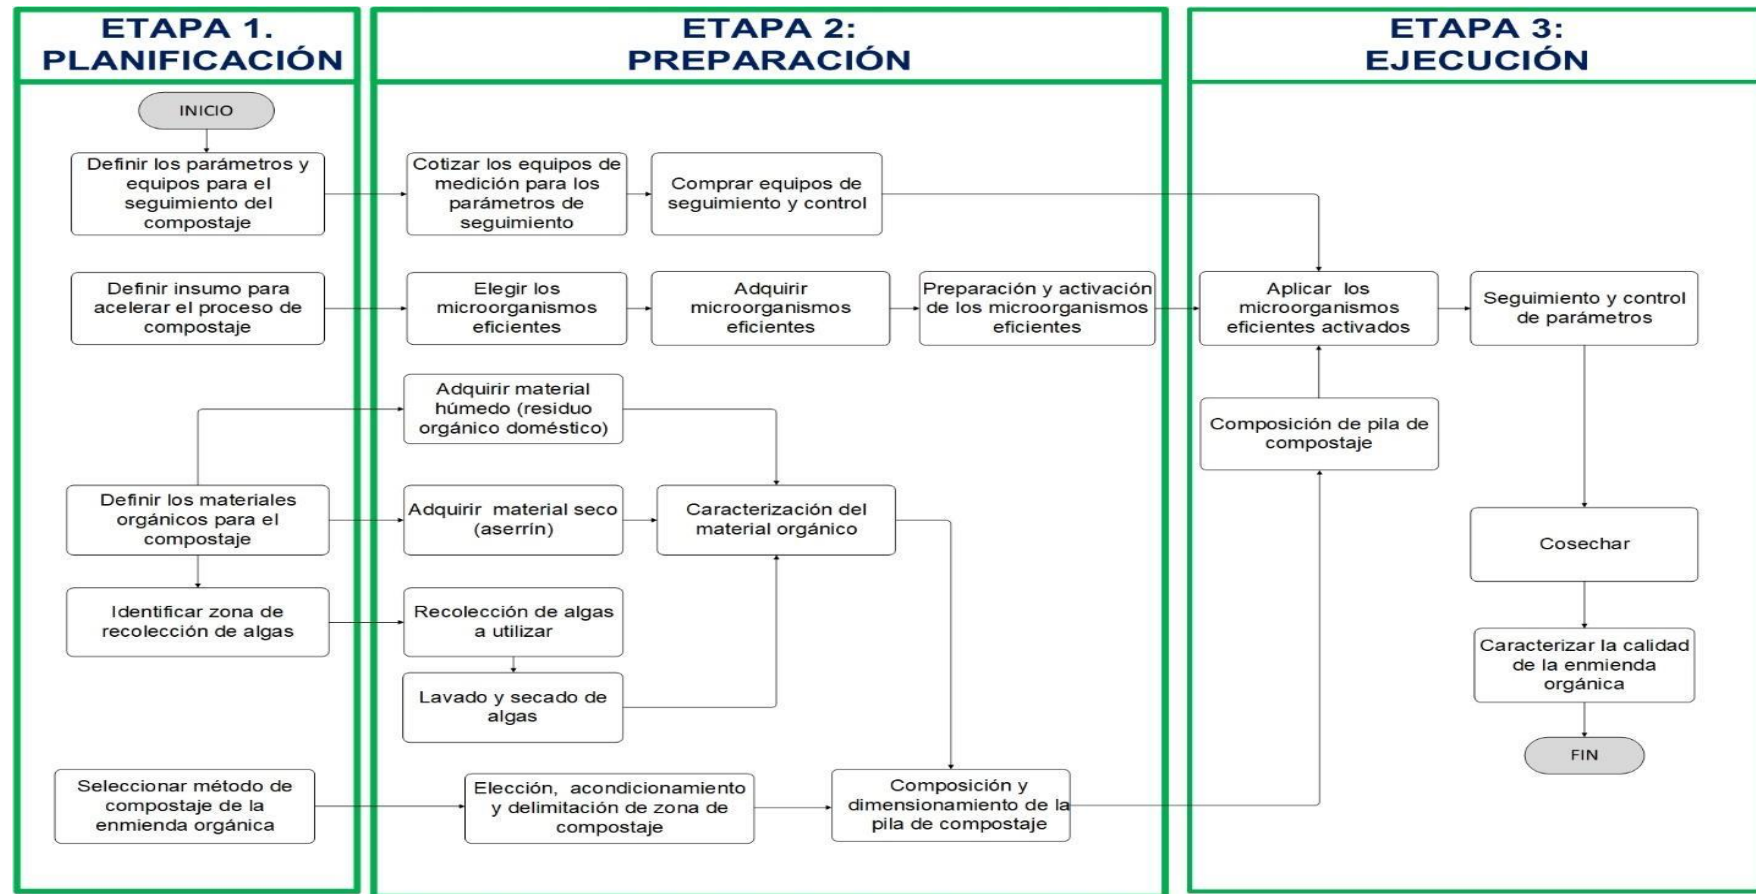 ETAPA 1.
PLANIFICACIÓN
ETAPA 2:
PREPARACIÓN
ETAPA 3:
EJECUCIÓN
INICIO
Definir los parámetros y
equipos para el
seguimiento del
compostaje
Cotizar los equipos de
medición para los
parámetros de
seguimiento
Comprar equipos de
seguimiento y control
Definir insumo para
acelerar el proceso de
compostaje
Elegir los
microorganismos
eficientes
Adquirir
microorganismos
eficientes
Preparación y activación
de los microorganismos
eficientes
Aplicar los
microorganismos
eficientes activados
Seguimiento y control
de parámetros
Adquirir material
húmedo (residuo
orgánico doméstico)
Composición de pila de
compostaje
Definir los materiales
orgánicos para el
compostaje
Adquirir material seco
(aserrín)
Caracterización del
material orgánico
Cosechar
Identificar zona de
recolección de algas
Recolección de algas
a utilizar
Lavado y secado de
algas
Caracterizar la calidad
de la enmienda
orgánica
FIN
Seleccionar método de
compostaje de la
enmienda orgánica
Elección, acondicionamiento
y delimitación de zona de
compostaje
Composición y
dimensionamiento de la
pila de compostaje